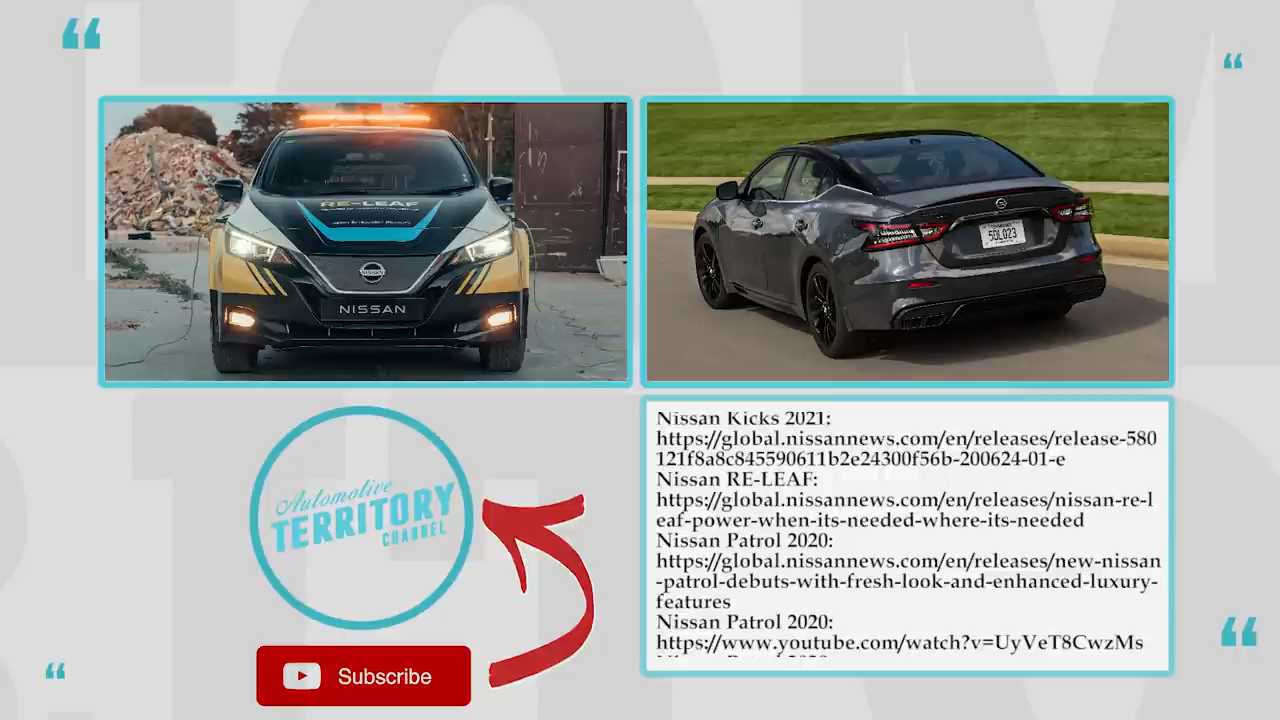 RE-LEAF
NISSAN
NISSAN
5DL023
Nissan Kicks 2021:
https://global.nissannews.com/en/releases/release-580
121f8a8c845590611b2e24300f56b-200624-01-e
Nissan RE-LEAF:
https://global.nissannews.com/en/releases/nissan-re-l
eaf-power-when-its-needed-where-its-needed
Nissan Patrol 2020:
https://global.nissannews.com/en/releases/new-nissan
-patrol-debuts-with-fresh-look-and-enhanced-luxury-
features
Nissan Patrol 2020:
https://www.youtube.com/watch?v=UyVeT8CwzMs
Automotive
TERRITORY
CHANNEL
Subscribe